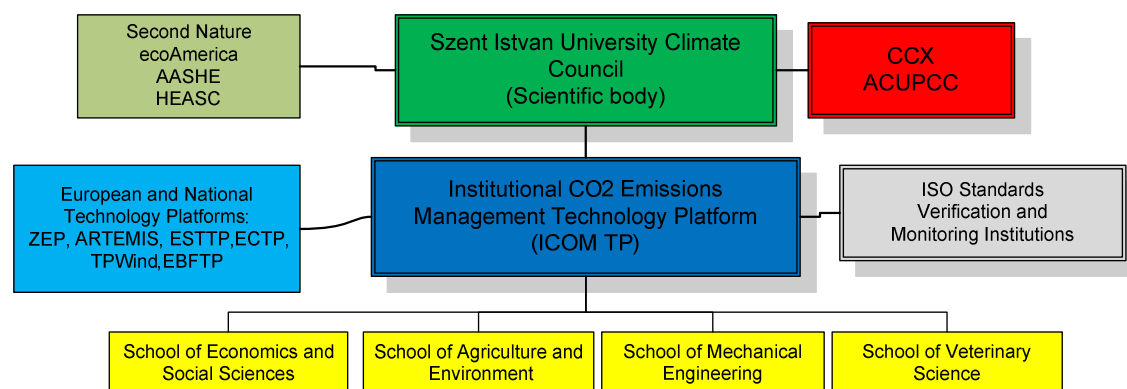 Second Nature
ecoAmerica
AASHE
HEASC
Szent Istvan University Climate
Council
(Scientific body)
CCX
ACUPCC
European and National
Technology Platforms:
ZEP, ARTEMIS, ESTTP,ECTP,
TPWind,EBFTP
Institutional CO2 Emissions
Management Technology Platform
(ICOM TP)
ISO Standards
Verification and
Monitoring Institutions
School of Economics and
Social Sciences
School of Agriculture and
Environment
School of Mechanical
Engineering
School of Veterinary
Science